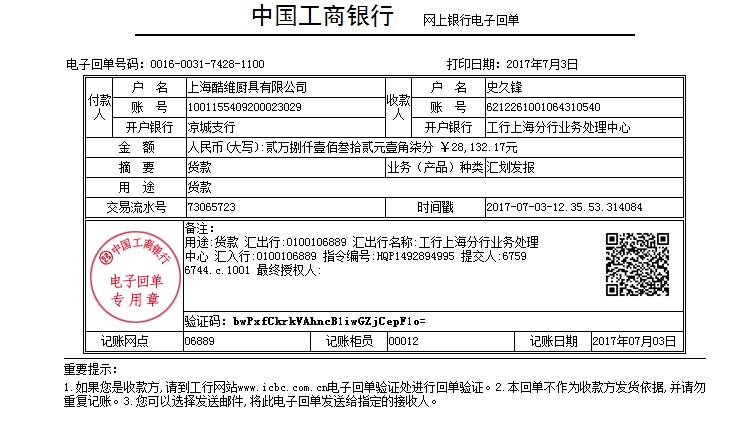 中国工商银行 网上银行电子回单
电子回单号码: 0016-0031-7428-1100 打印日期: 2017年7月3日
付款人 户 名 上海酷维厨具有限公司 收款人 户 名 史久锋
账 号 1001155409200023029 账 号 6212261001064310540
开户银行 凉城支行 开户银行 工行上海分行业务处理中心
金 额 人民币(大写): 贰万捌仟壹佰叁拾贰元壹角柒分 ¥28,132.17元
摘 要 货款 业务(产品)种类 汇划发报
用 途 货款
交易流水号 73065723 时间戳 2017-07-03-12.35.53.314084
中国工商银行
电子回单
专用章
备注:
用途:货款 汇出行:0100106889 汇出行名称:工行上海分行业务处理
中心 汇入行:0100106889 指令编号:HQP1492894995 提交人:6759
6744.c.1001 最终授权人:
验证码: bwPxfCkrkVAhncBliwGZjCepFlo=
记账网点 06889 记账柜员 00012 记账日期 2017年07月03日
重要提示:
1.如果您是收款方,请到工行网站www.icbc.com.cn电子回单验证处进行回单验证。2.本回单不作为收款方发货依据,并请勿
重复记账。3.您可以选择发送邮件,将此电子回单发送给指定的接收人。